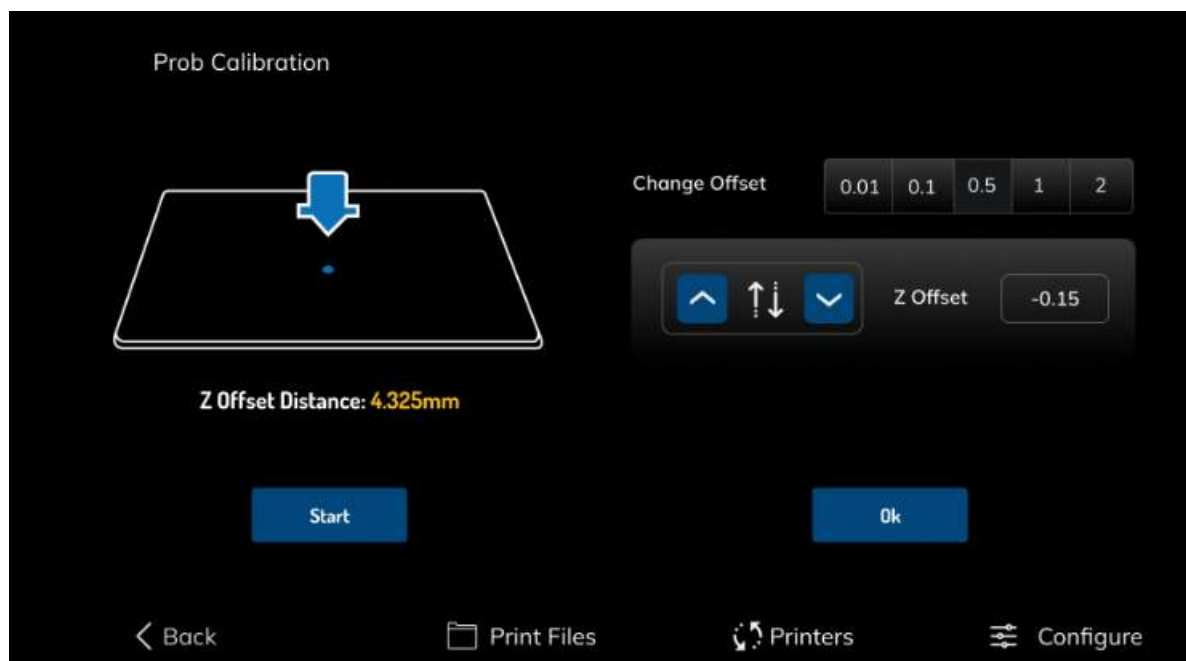 Prob Calibration
Change Offset 0.01 0.1 0.5 1 2
Z Offset -0.15
Z Offset Distance: 4.325mm
Start Ok
Back Print Files Printers Configure